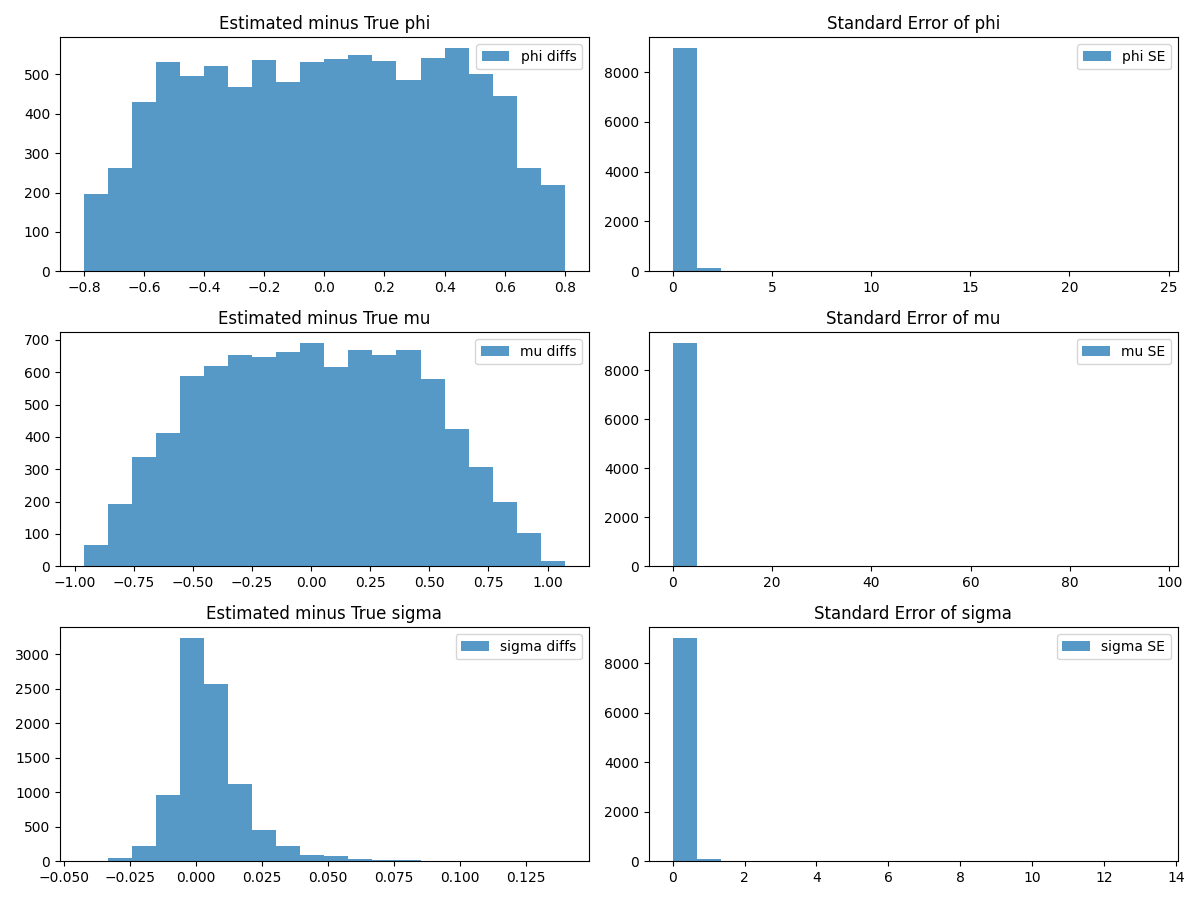 Estimated minus True phi
phi diffs
0 100 200 300 400 500
−0.8 −0.6 −0.4 −0.2 0.0 0.2 0.4 0.6 0.8
Standard Error of phi
phi SE
0 2000 4000 6000 8000
0 5 10 15 20 25
Estimated minus True mu
mu diffs
0 100 200 300 400 500 600 700
−1.00 −0.75 −0.50 −0.25 0.00 0.25 0.50 0.75 1.00
Standard Error of mu
mu SE
0 2000 4000 6000 8000
0 20 40 60 80 100
Estimated minus True sigma
sigma diffs
0 500 1000 1500 2000 2500 3000
−0.050 −0.025 0.000 0.025 0.050 0.075 0.100 0.125
Standard Error of sigma
sigma SE
0 2000 4000 6000 8000
0 2 4 6 8 10 12 14